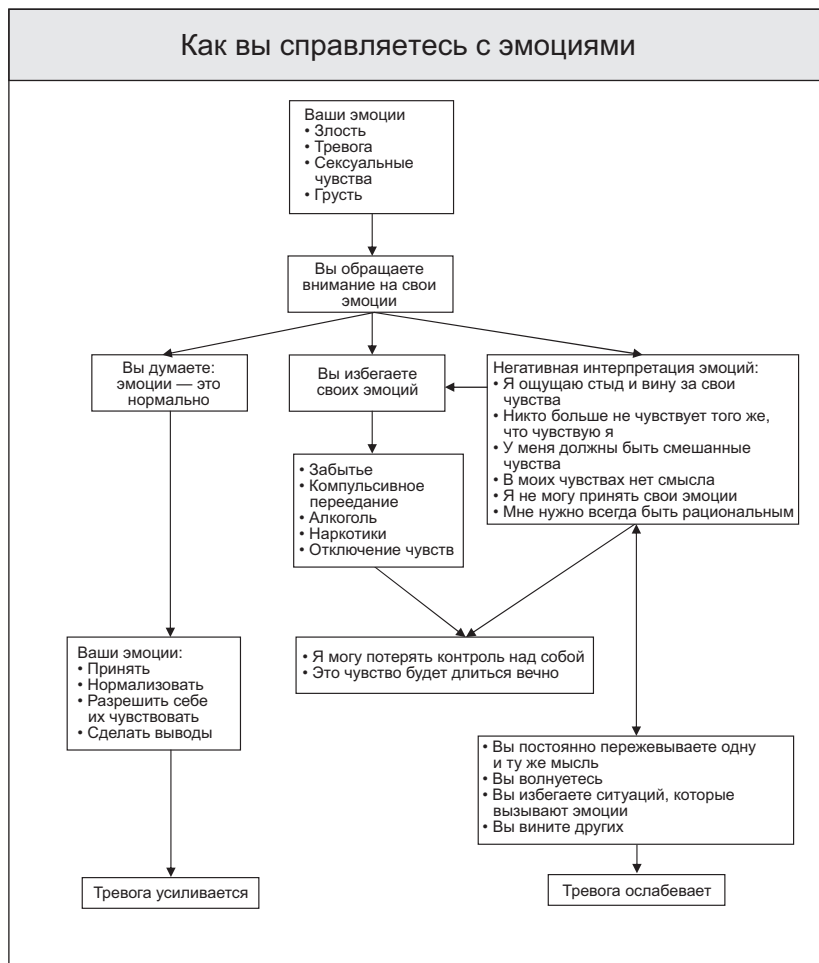 Как вы справляетесь с эмоциями
Ваши эмоции
• Злость
• Тревога
• Сексуальные
чувства
• Грусть
Вы обращаете
внимание на свои
эмоции
Вы думаете:
эмоции — это
нормально
Вы избегаете
своих эмоций
Негативная интерпретация эмоций:
• Я ощущаю стыд и вину за свои
чувства
• Никто больше не чувствует того же,
что чувствую я
• У меня должны быть смешанные
чувства
• В моих чувствах нет смысла
• Я не могу принять свои эмоции
• Мне нужно всегда быть рациональным
• Забытье
• Компульсивное
переедание
• Алкоголь
• Наркотики
• Отключение чувств
Ваши эмоции:
• Принять
• Нормализовать
• Разрешить себе
их чувствовать
• Сделать выводы
• Я могу потерять контроль над собой
• Это чувство будет длиться вечно
• Вы постоянно пережевываете одну
и ту же мысль
• Вы волнуетесь
• Вы избегаете ситуаций, которые
вызывают эмоции
• Вы вините других
Тревога усиливается
Тревога ослабевает